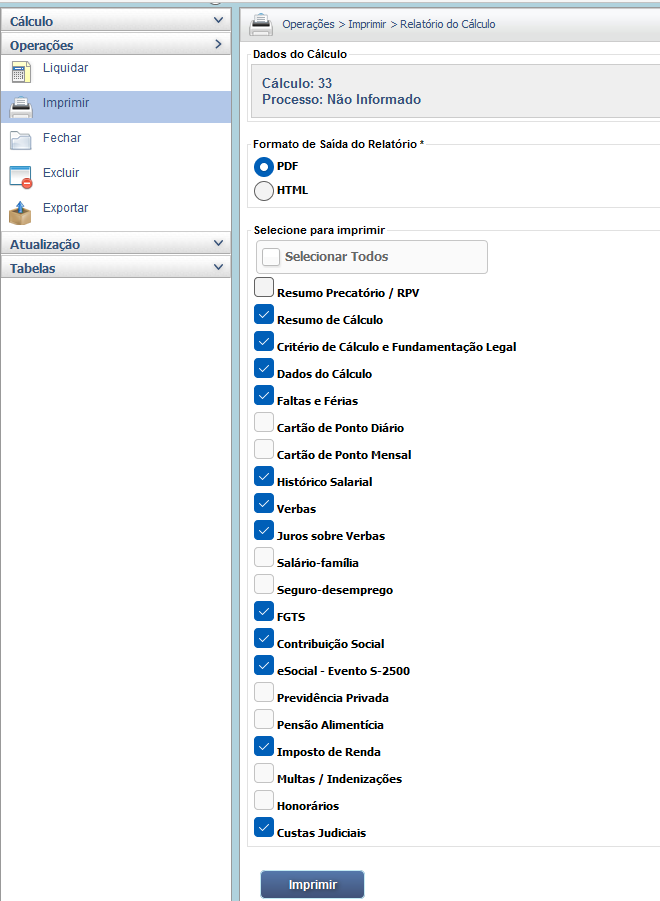 Cálculo
Operações
Liquidar
Imprimir
Fechar
Excluir
Exportar
Atualização
Tabelas
Operações > Imprimir > Relatório do Cálculo
Dados do Cálculo
Cálculo: 33
Processo: Não Informado
Formato de Saída do Relatório *
PDF
HTML
Selecione para imprimir
Selecionar Todos
Resumo Precatório / RPV
Resumo de Cálculo
Critério de Cálculo e Fundamentação Legal
Dados do Cálculo
Faltas e Férias
Cartão de Ponto Diário
Cartão de Ponto Mensal
Histórico Salarial
Verbas
Juros sobre Verbas
Salário-família
Seguro-desemprego
FGTS
Contribuição Social
eSocial - Evento S-2500
Previdência Privada
Pensão Alimentícia
Imposto de Renda
Multas / Indenizações
Honorários
Custas Judiciais
Imprimir